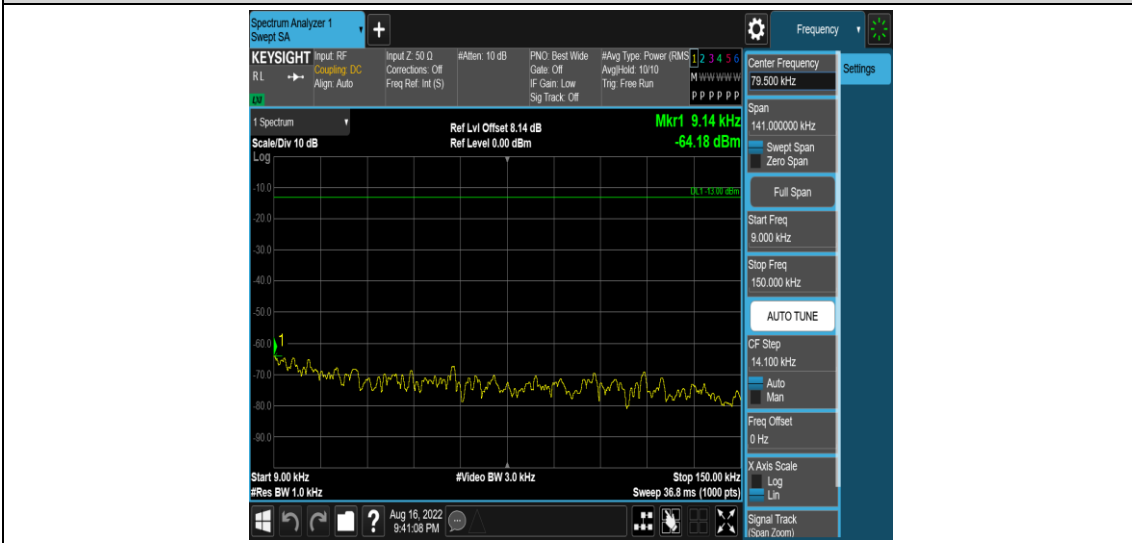 Spectrum Analyzer 1
Swept SA
+
Frequency
KEYSIGHT
RL
LXI
Input: RF
Coupling: DC
Align: Auto
Input Z: 50 Ω
Corrections: Off
Freq Ref: Int (S)
#Atten: 10 dB
PNO: Best Wide
Gate: Off
IF Gain: Low
Sig Track: Off
#Avg Type: Power (RMS
Avg|Hold: 10/10
Trig: Free Run
1 2 3 4 5 6
M W W W W W
P P P P P P
1 Spectrum
Scale/Div 10 dB
Log
Ref Lvl Offset 8.14 dB
Ref Level 0.00 dBm
Mkr1 9.14 kHz
-64.18 dBm
DL1 -13.00 dBm
-10.0
-20.0
-30.0
-40.0
-50.0
-60.0
1
-70.0
-80.0
-90.0
Start 9.00 kHz
#Res BW 1.0 kHz
#Video BW 3.0 kHz
Stop 150.00 kHz
Sweep 36.8 ms (1000 pts)
Center Frequency
79.500 kHz
Settings
Span
141.000000 kHz
Swept Span
Zero Span
Full Span
Start Freq
9.000 kHz
Stop Freq
150.000 kHz
AUTO TUNE
CF Step
14.100 kHz
Auto
Man
Freq Offset
0 Hz
X Axis Scale
Log
Lin
Signal Track
(Span Zoom)
?
Aug 16, 2022
9:41:08 PM